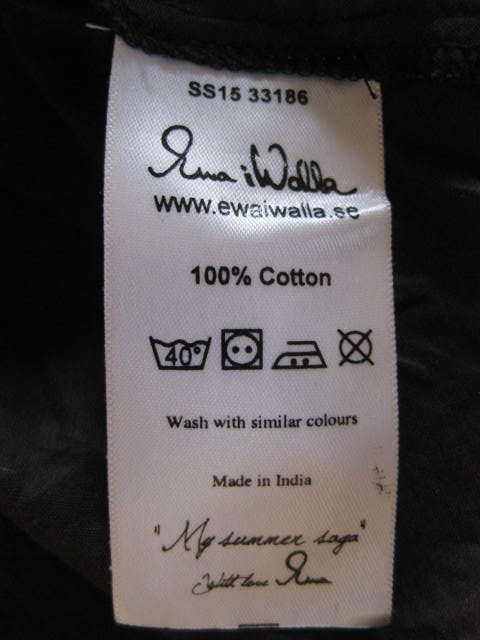 SS15 33186
Ewa i Walla
www.ewaiwalla.se
100% Cotton
40°
Wash with similar colours
Made in India
"My summer saga"
With love Ewa